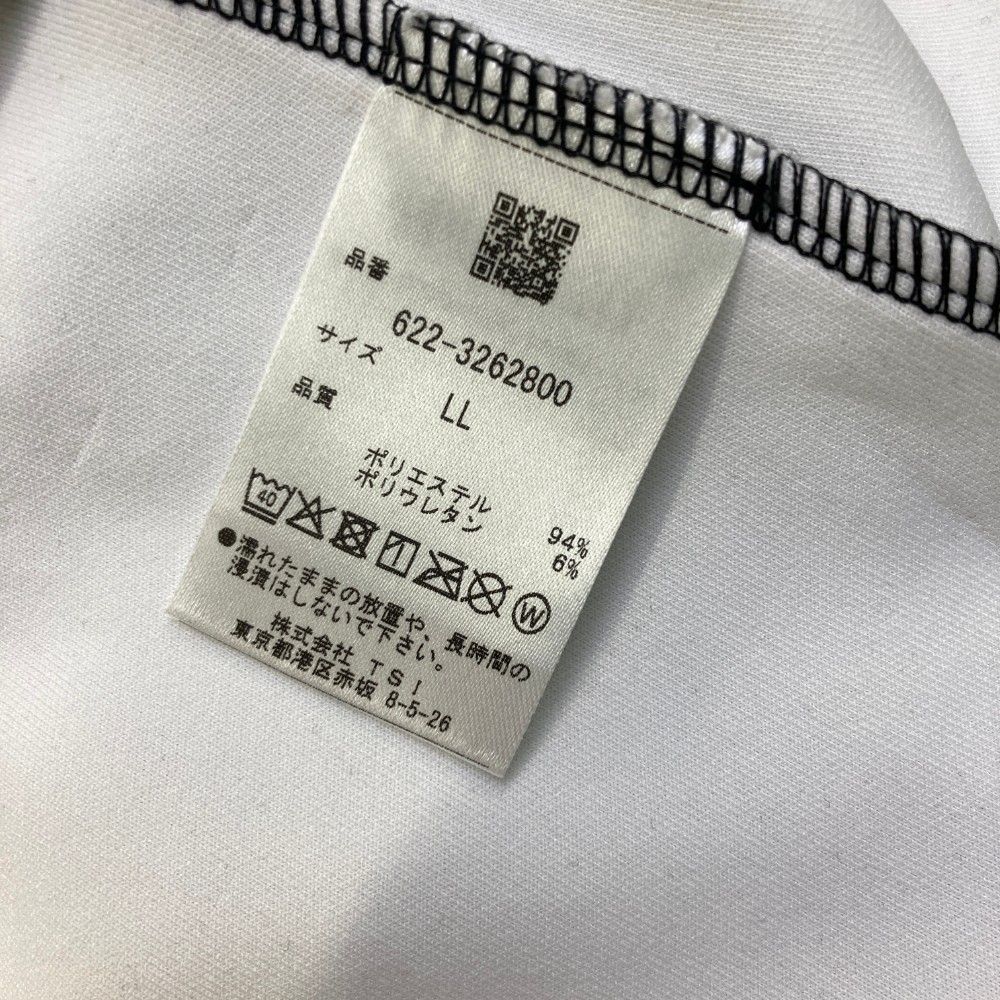 品番
622-3262800
サイズ
LL
品質
ポリエステル 94%
ポリウレタン 6%
40
W
●濡れたままの放置や、長時間の
浸漬はしないで下さい。
株式会社 TSI
東京都港区赤坂 8-5-26